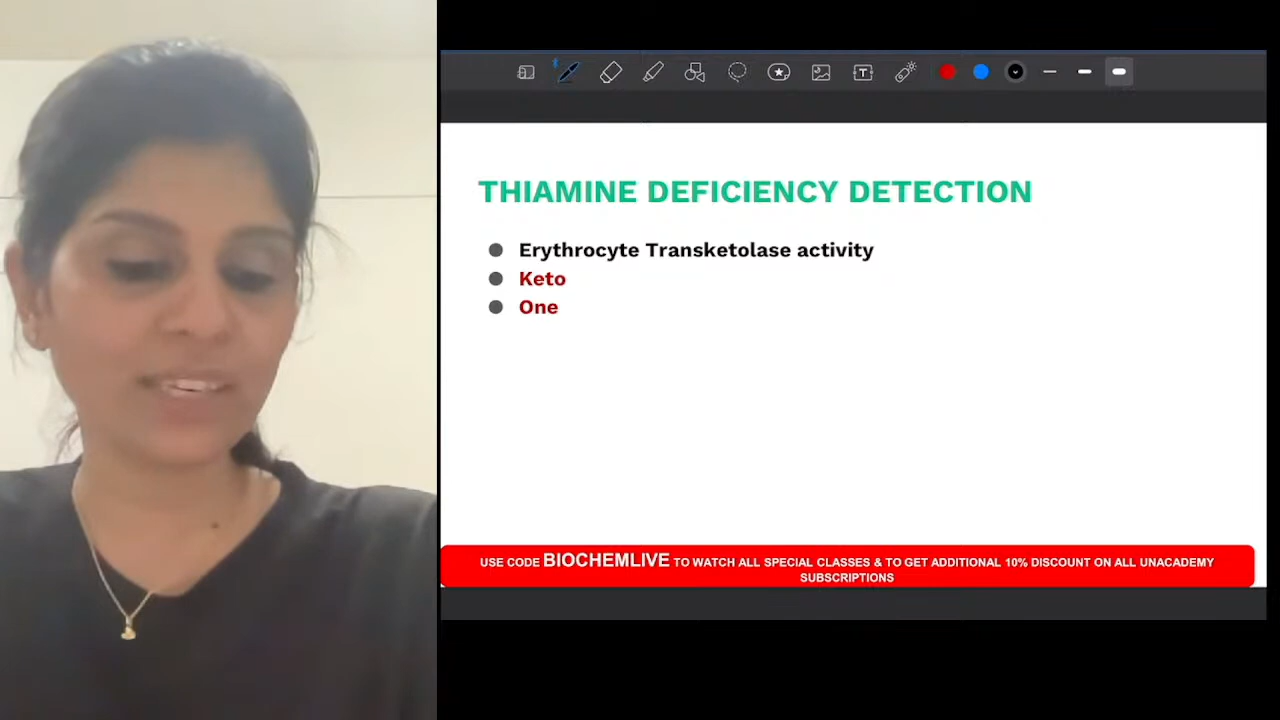 THIAMINE DEFICIENCY DETECTION
Erythrocyte Transketolase activity
Keto
One
USE CODE BIOCHEMLIVE TO WATCH ALL SPECIAL CLASSES & TO GET ADDITIONAL 10% DISCOUNT ON ALL UNACADEMY
SUBSCRIPTIONS